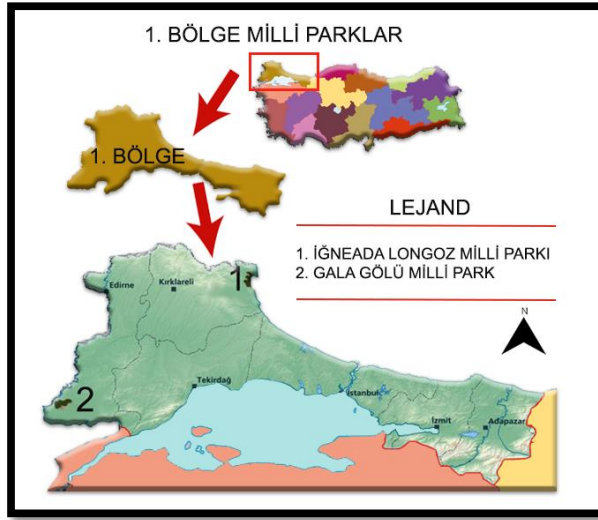 1. BÖLGE MİLLİ PARKLAR
1. BÖLGE
LEJAND
1. İĞNEADA LONGOZ MİLLİ PARKI
2. GALA GÖLÜ MİLLİ PARK
N
1
Edirne
Kırklareli
2
Tekirdağ
İstanbul
İzmit
Adapazar